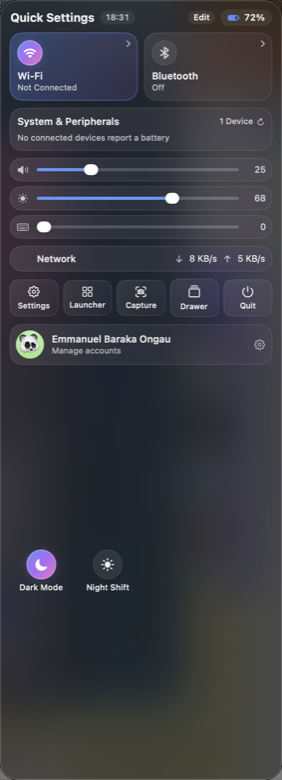 Quick Settings 18:31 Edit 72%
Wi-Fi
Not Connected
Bluetooth
Off
System & Peripherals 1 Device
No connected devices report a battery
25
68
0
Network ↓ 8 KB/s ↑ 5 KB/s
Settings Launcher Capture Drawer Quit
Emmanuel Baraka Ongau
Manage accounts
Dark Mode Night Shift